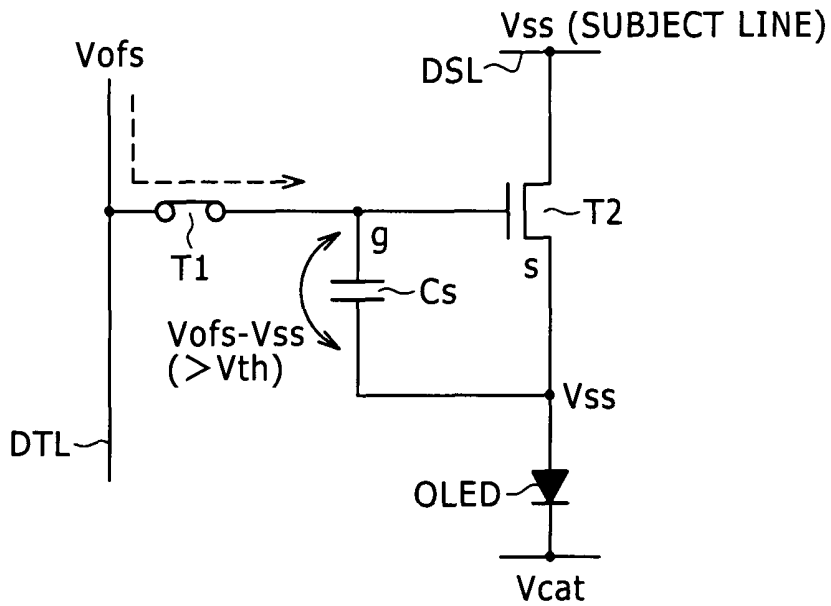 Vss (SUBJECT LINE)
Vofs
DSL
T2
T1
g
s
Cs
Vofs-Vss
(>Vth)
Vss
DTL
OLED
Vcat